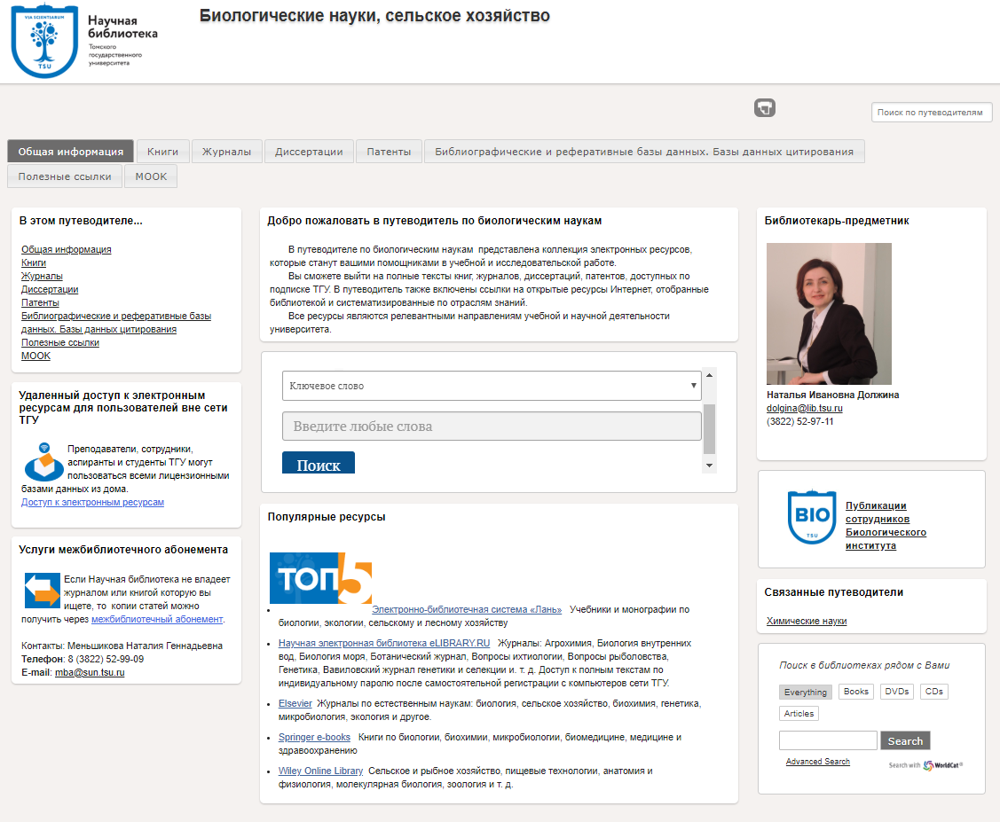 VIA SCIENTIARUM
TSU
Научная
библиотека
Томского
государственного
университета
Биологические науки, сельское хозяйство
Поиск по путеводителям
Общая информация
Книги
Журналы
Диссертации
Патенты
Библиографические и реферативные базы данных. Базы данных цитирования
Полезные ссылки
МООК
В этом путеводителе...
Общая информация
Книги
Журналы
Диссертации
Патенты
Библиографические и реферативные базы
данных. Базы данных цитирования
Полезные ссылки
МООК
Удаленный доступ к электронным
ресурсам для пользователей вне сети
ТГУ
Преподаватели, сотрудники,
аспиранты и студенты ТГУ могут
пользоваться всеми лицензионными
базами данных из дома.
Доступ к электронным ресурсам
Услуги межбиблиотечного абонемента
Если Научная библиотека не владеет
журналом или книгой которую вы
ищете, то копии статей можно
получить через межбиблиотечный абонемент.
Контакты: Меньшикова Наталия Геннадьевна
Телефон: 8 (3822) 52-99-09
E-mail: mba@sun.tsu.ru
Добро пожаловать в путеводитель по биологическим наукам
В путеводителе по биологическим наукам представлена коллекция электронных ресурсов,
которые станут вашими помощниками в учебной и исследовательской работе.
Вы сможете выйти на полные тексты книг, журналов, диссертаций, патентов, доступных по
подписке ТГУ. В путеводитель также включены ссылки на открытые ресурсы Интернет, отобранные
библиотекой и систематизированные по отраслям знаний.
Все ресурсы являются релевантными направлениям учебной и научной деятельности
университета.
Ключевое слово
Введите любые слова
Поиск
Популярные ресурсы
ТОП 5
Электронно-библиотечная система «Лань» Учебники и монографии по
биологии, экологии, сельскому и лесному хозяйству
Научная электронная библиотека eLIBRARY.RU Журналы: Агрохимия, Биология внутренних
вод, Биология моря, Ботанический журнал, Вопросы ихтиологии, Вопросы рыболовства,
Генетика, Вавиловский журнал генетики и селекции и. т. д. Доступ к полным текстам по
индивидуальному паролю после самостоятельной регистрации с компьютеров сети ТГУ.
Elsevier Журналы по естественным наукам: биология, сельское хозяйство, биохимия, генетика,
микробиология, экология и другое.
Springer e-books Книги по биологии, биохимии, микробиологии, биомедицине, медицине и
здравоохранению
Wiley Online Library Сельское и рыбное хозяйство, пищевые технологии, анатомия и
физиология, молекулярная биология, зоология и т. д.
Библиотекарь-предметник
Наталья Ивановна Должина
dolgina@lib.tsu.ru
(3822) 52-97-11
BIO
TSU
Публикации
сотрудников
Биологического
института
Связанные путеводители
Химические науки
Поиск в библиотеках рядом с Вами
Everything
Books
DVDs
CDs
Articles
Search
Advanced Search
Search with WorldCat®